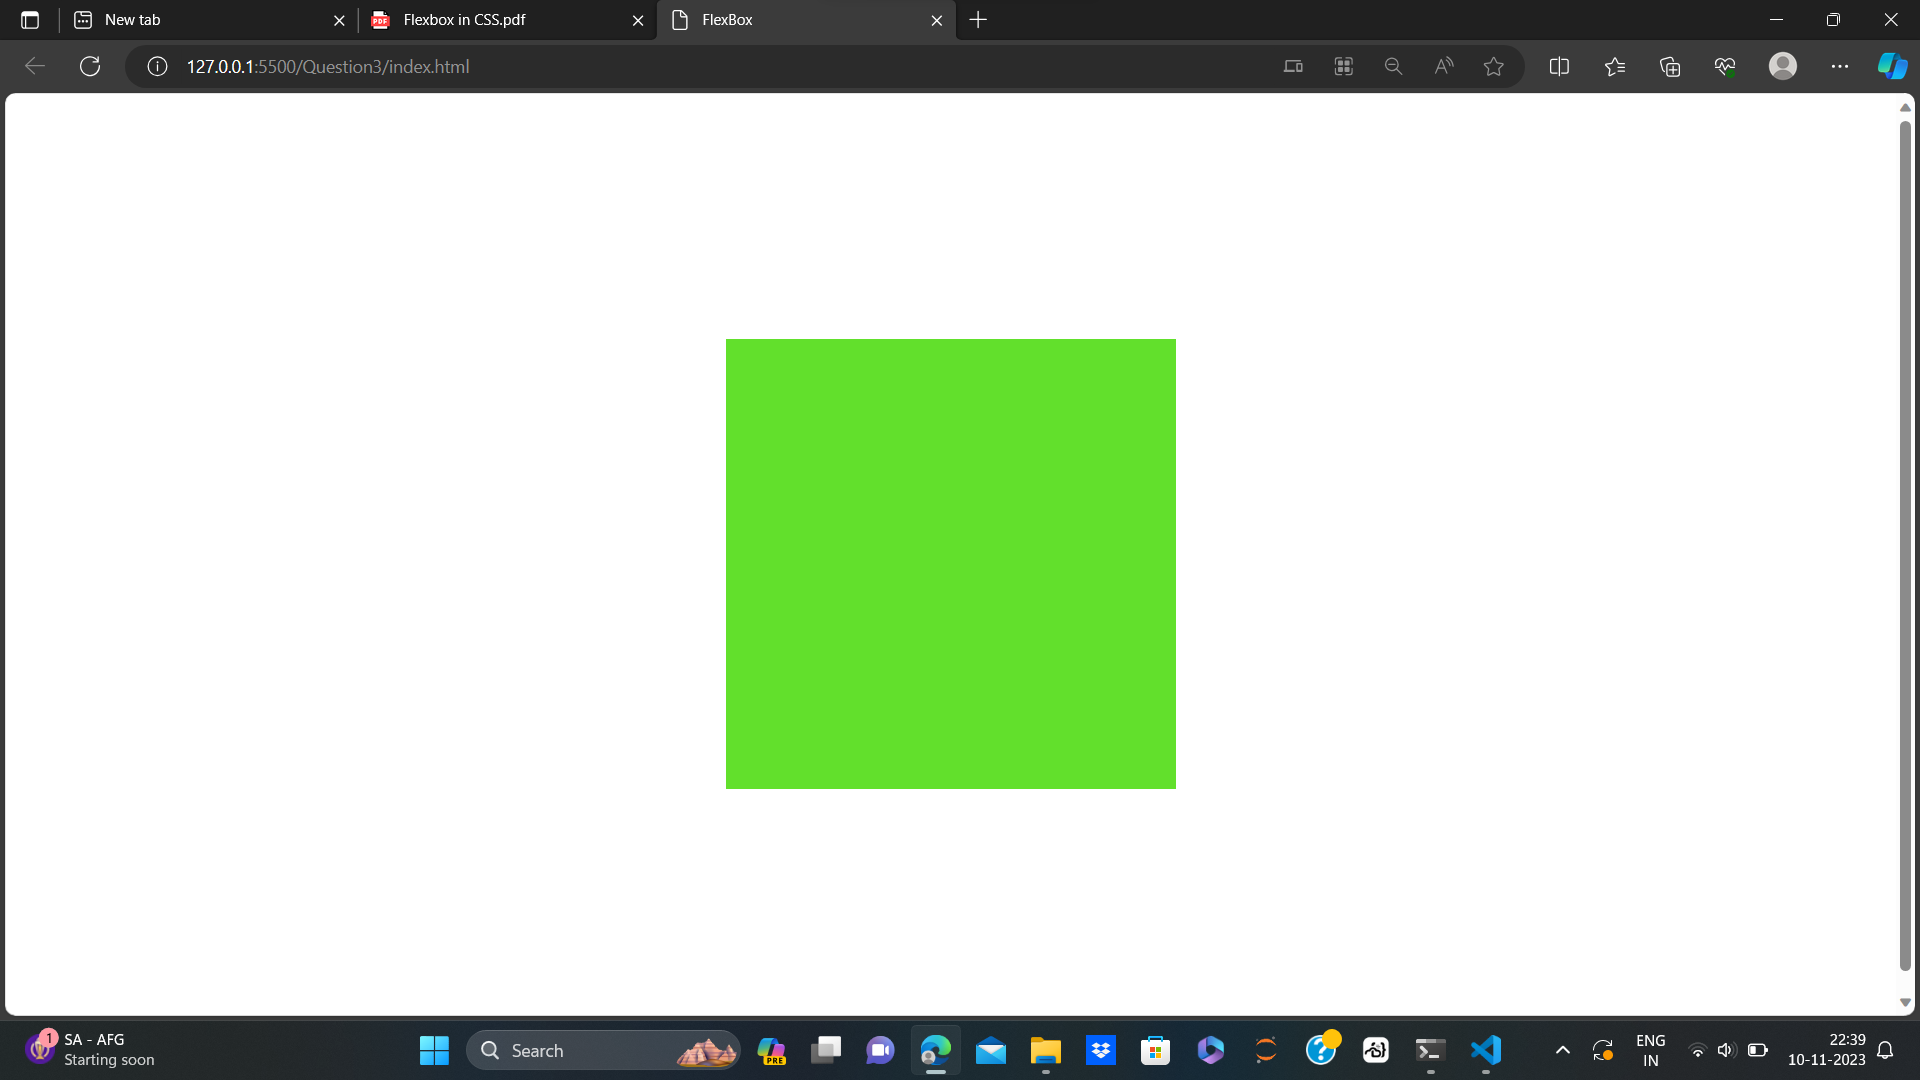 New tab
Flexbox in CSS.pdf
FlexBox
127.0.0.1:5500/Question3/index.html
1
SA - AFG
Starting soon
Search
PRE
ENG
IN
22:39
10-11-2023